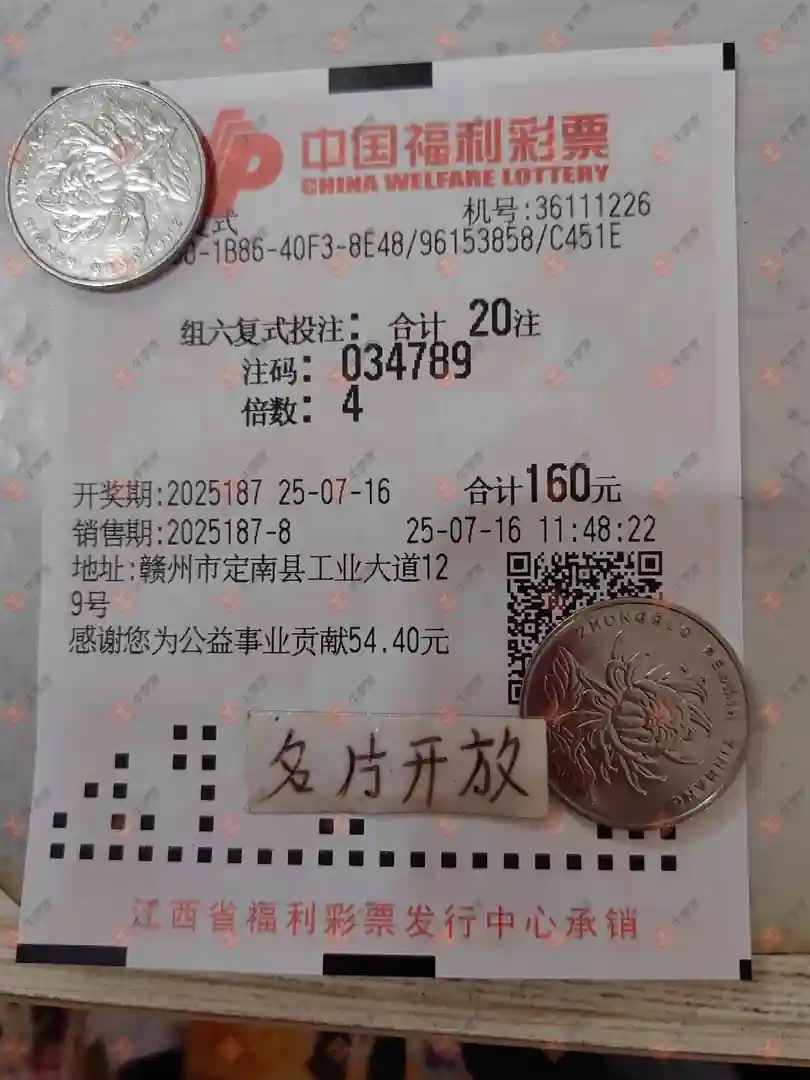 中国福利彩票
CHINA WELFARE LOTTERY
式 机号:36111226
-1B86-40F3-8E48/96153858/C451E
组六复式投注: 合计 20注
注码: 034789
倍数: 4
开奖期:2025187 25-07-16 合计160元
销售期:2025187-8 25-07-16 11:48:22
地址:赣州市定南县工业大道12
9号
感谢您为公益事业贡献54.40元
名片开放
江西省福利彩票发行中心承销